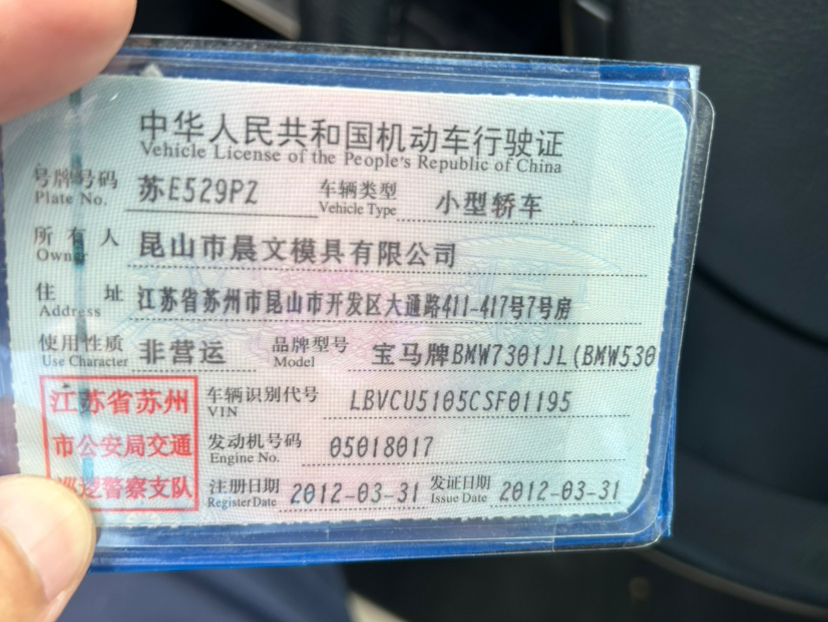 中华人民共和国机动车行驶证
Vehicle License of the People's Republic of China
号牌号码 苏E529PZ 车辆类型 小型轿车
Plate No. Vehicle Type
所有人 昆山市晨文模具有限公司
Owner
住址 江苏省苏州市昆山市开发区大通路411-417号7号房
Address
使用性质 非营运 品牌型号 宝马牌BMW7301JL(BMW530
Use Character Model
江苏省苏州 车辆识别代号 LBVCU5105CSF01195
VIN
市公安局交通 发动机号码 05018017
Engine No.
巡逻警察支队 注册日期 2012-03-31 发证日期 2012-03-31
Register Date Issue Date